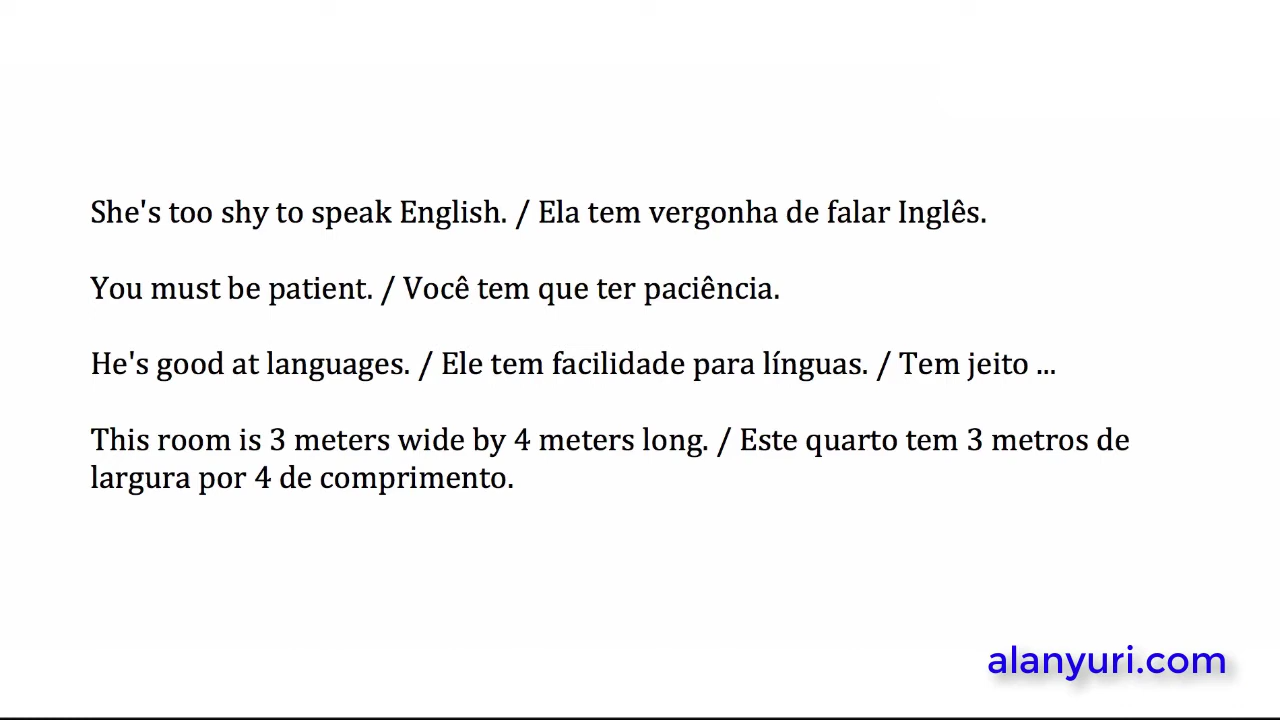 She's too shy to speak English. / Ela tem vergonha de falar Inglês.
You must be patient. / Você tem que ter paciência.
He's good at languages. / Ele tem facilidade para línguas. / Tem jeito ...
This room is 3 meters wide by 4 meters long. / Este quarto tem 3 metros de
largura por 4 de comprimento.
alanyuri.com